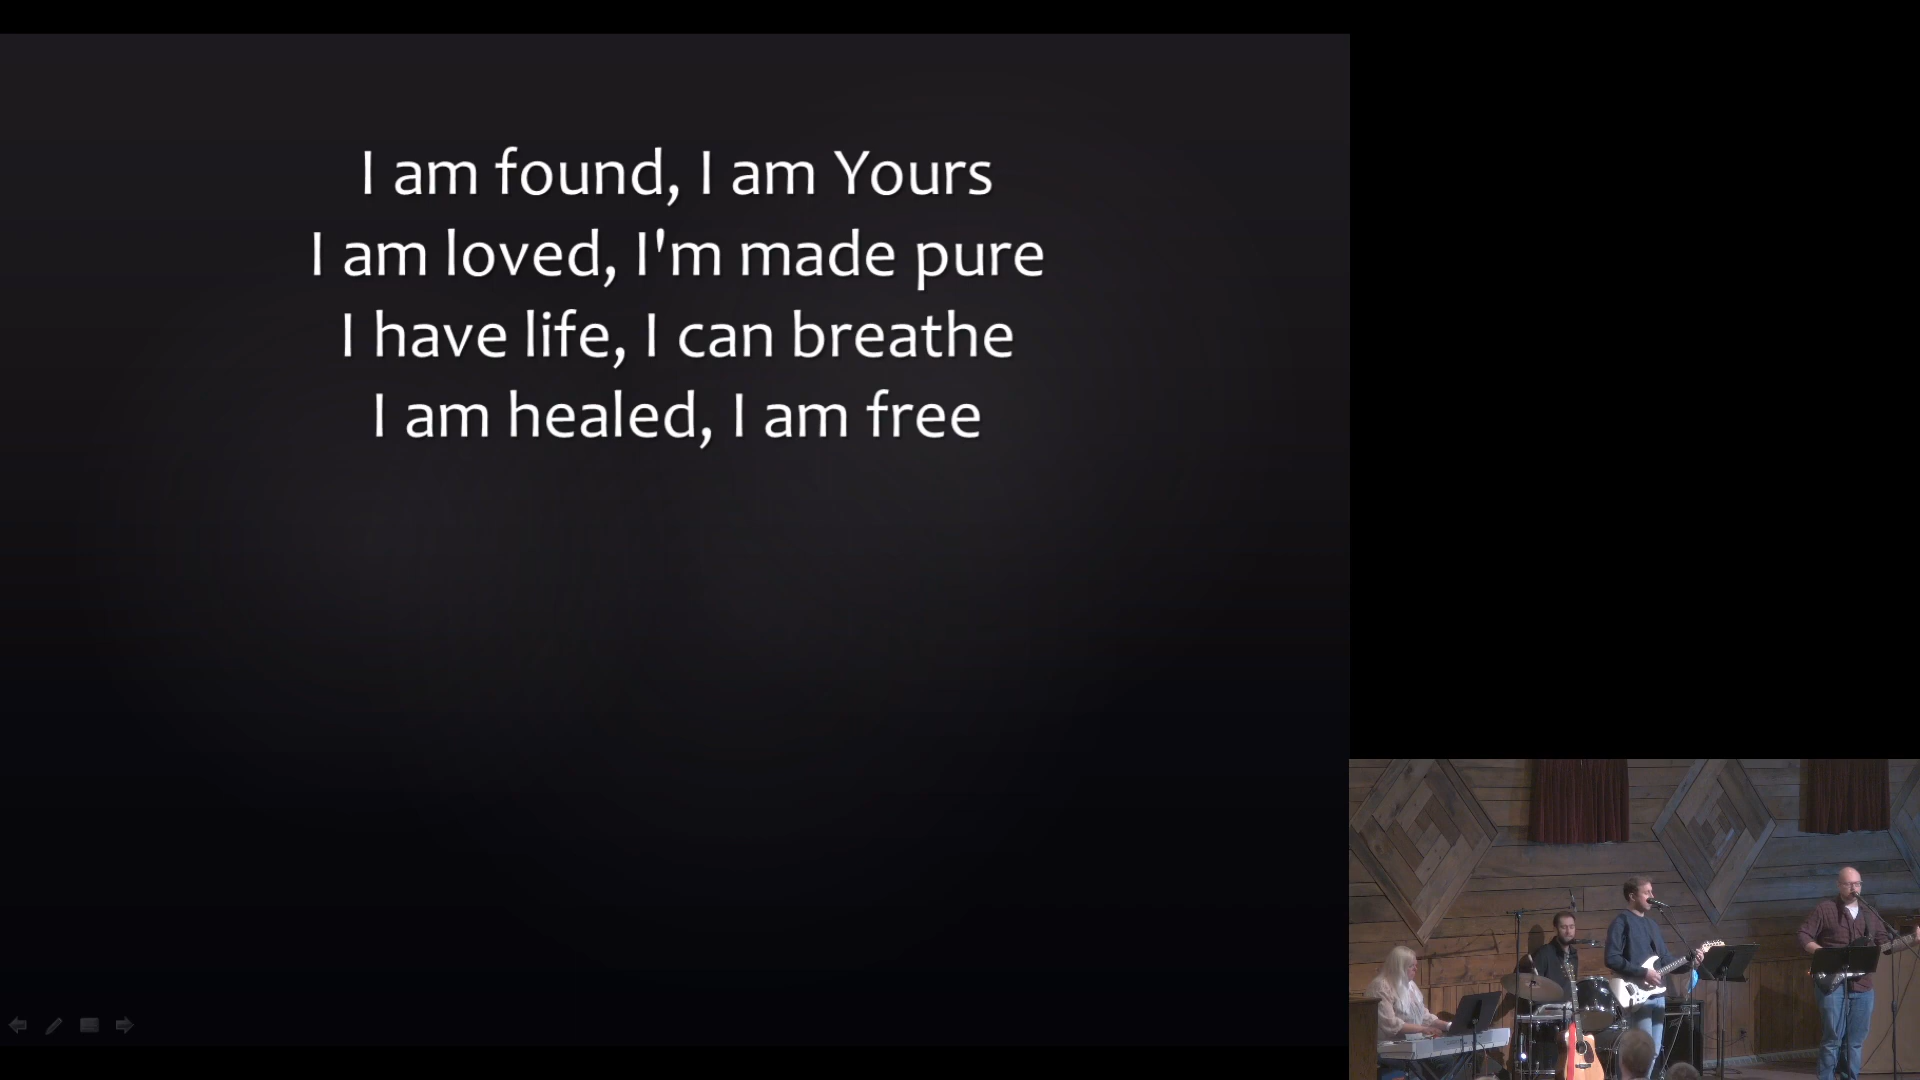 I am found, I am Yours
I am loved, I'm made pure
I have life, I can breathe
I am healed, I am free